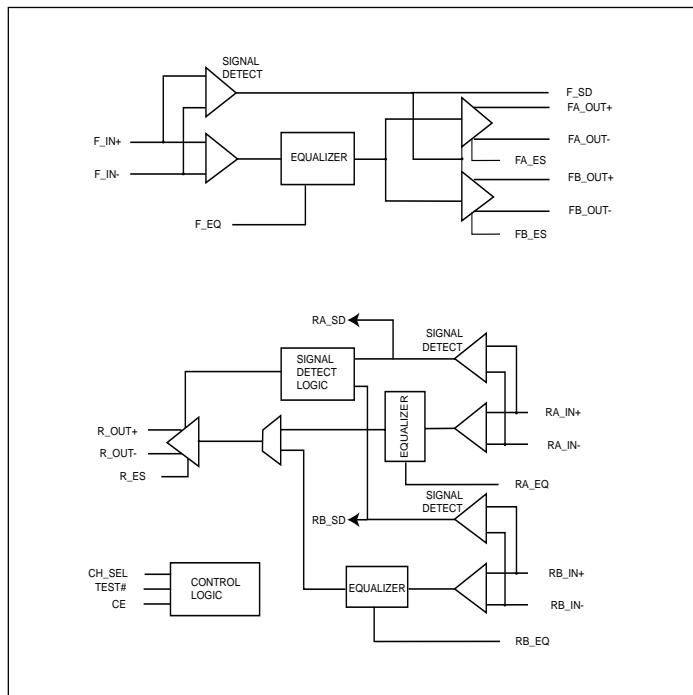 SIGNAL
DETECT
F_SD
FA_OUT+
F_IN+
FA_OUT-
EQUALIZER
FA_ES
F_IN-
FB_OUT+
FB_OUT-
F_EQ
FB_ES
RA_SD
SIGNAL
DETECT
SIGNAL
DETECT
LOGIC
EQUALIZER
RA_IN+
R_OUT+
RA_IN-
R_OUT-
R_ES
RA_EQ
SIGNAL
DETECT
RB_SD
CH_SEL
TEST#
CE
CONTROL
LOGIC
EQUALIZER
RB_IN+
RB_IN-
RB_EQ